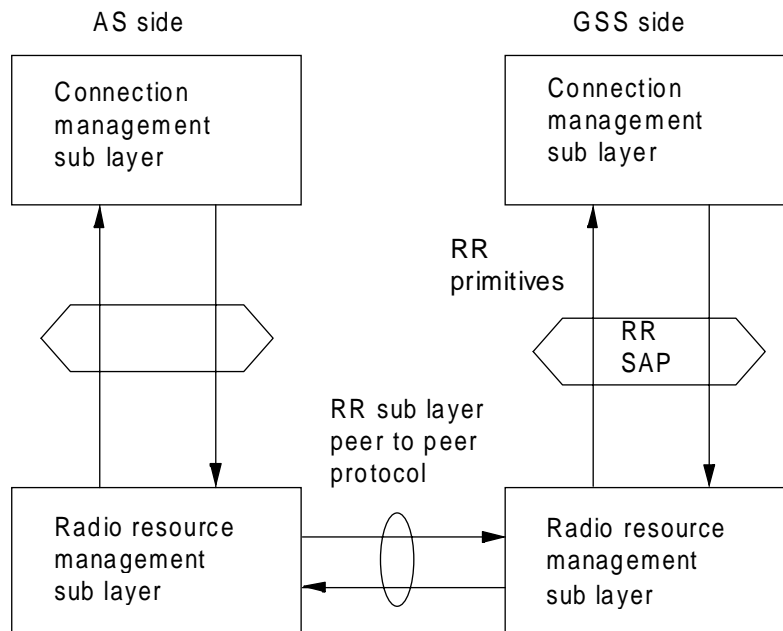 AS side
GSS side
Connection
management
sub layer
Connection
management
sub layer
RR
primitives
RR
SAP
RR sub layer
peer to peer
protocol
Radio resource
management
sub layer
Radio resource
management
sub layer